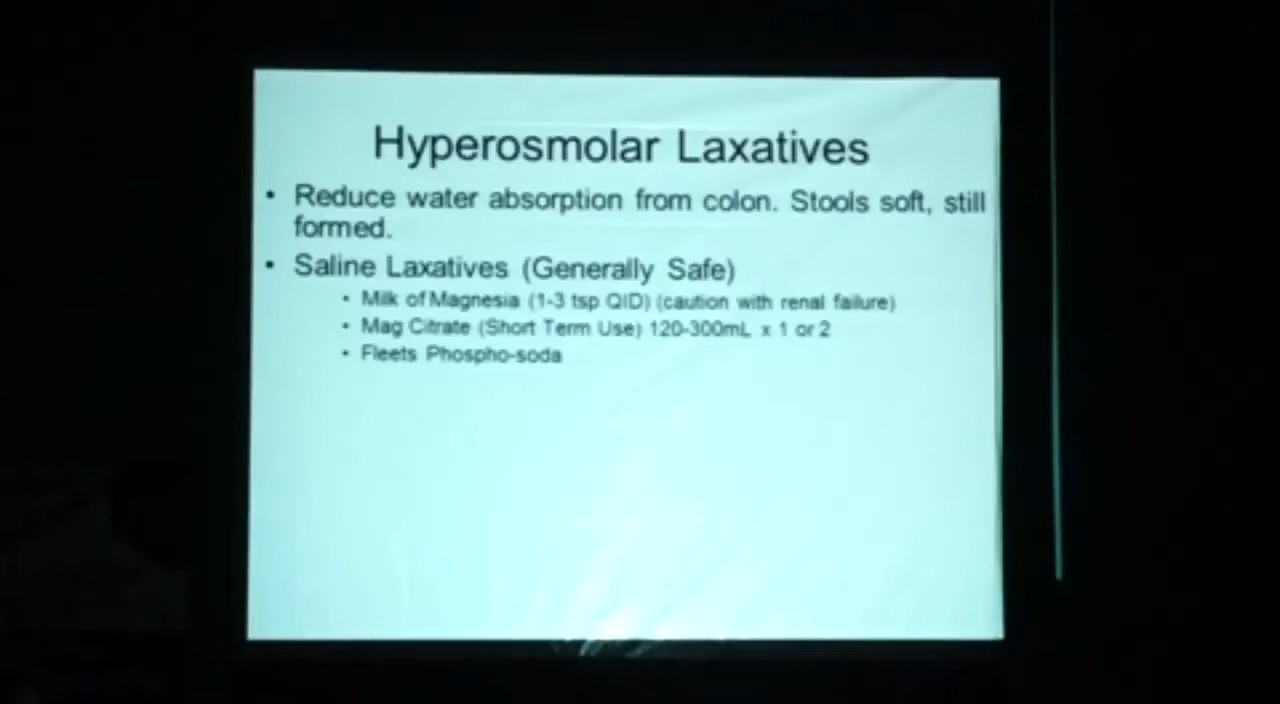 Hyperosmolar Laxatives
• Reduce water absorption from colon. Stools soft, still
formed.
• Saline Laxatives (Generally Safe)
• Milk of Magnesia (1-3 tsp QID) (caution with renal failure)
• Mag Citrate (Short Term Use) 120-300mL x 1 or 2
• Fleets Phospho-soda